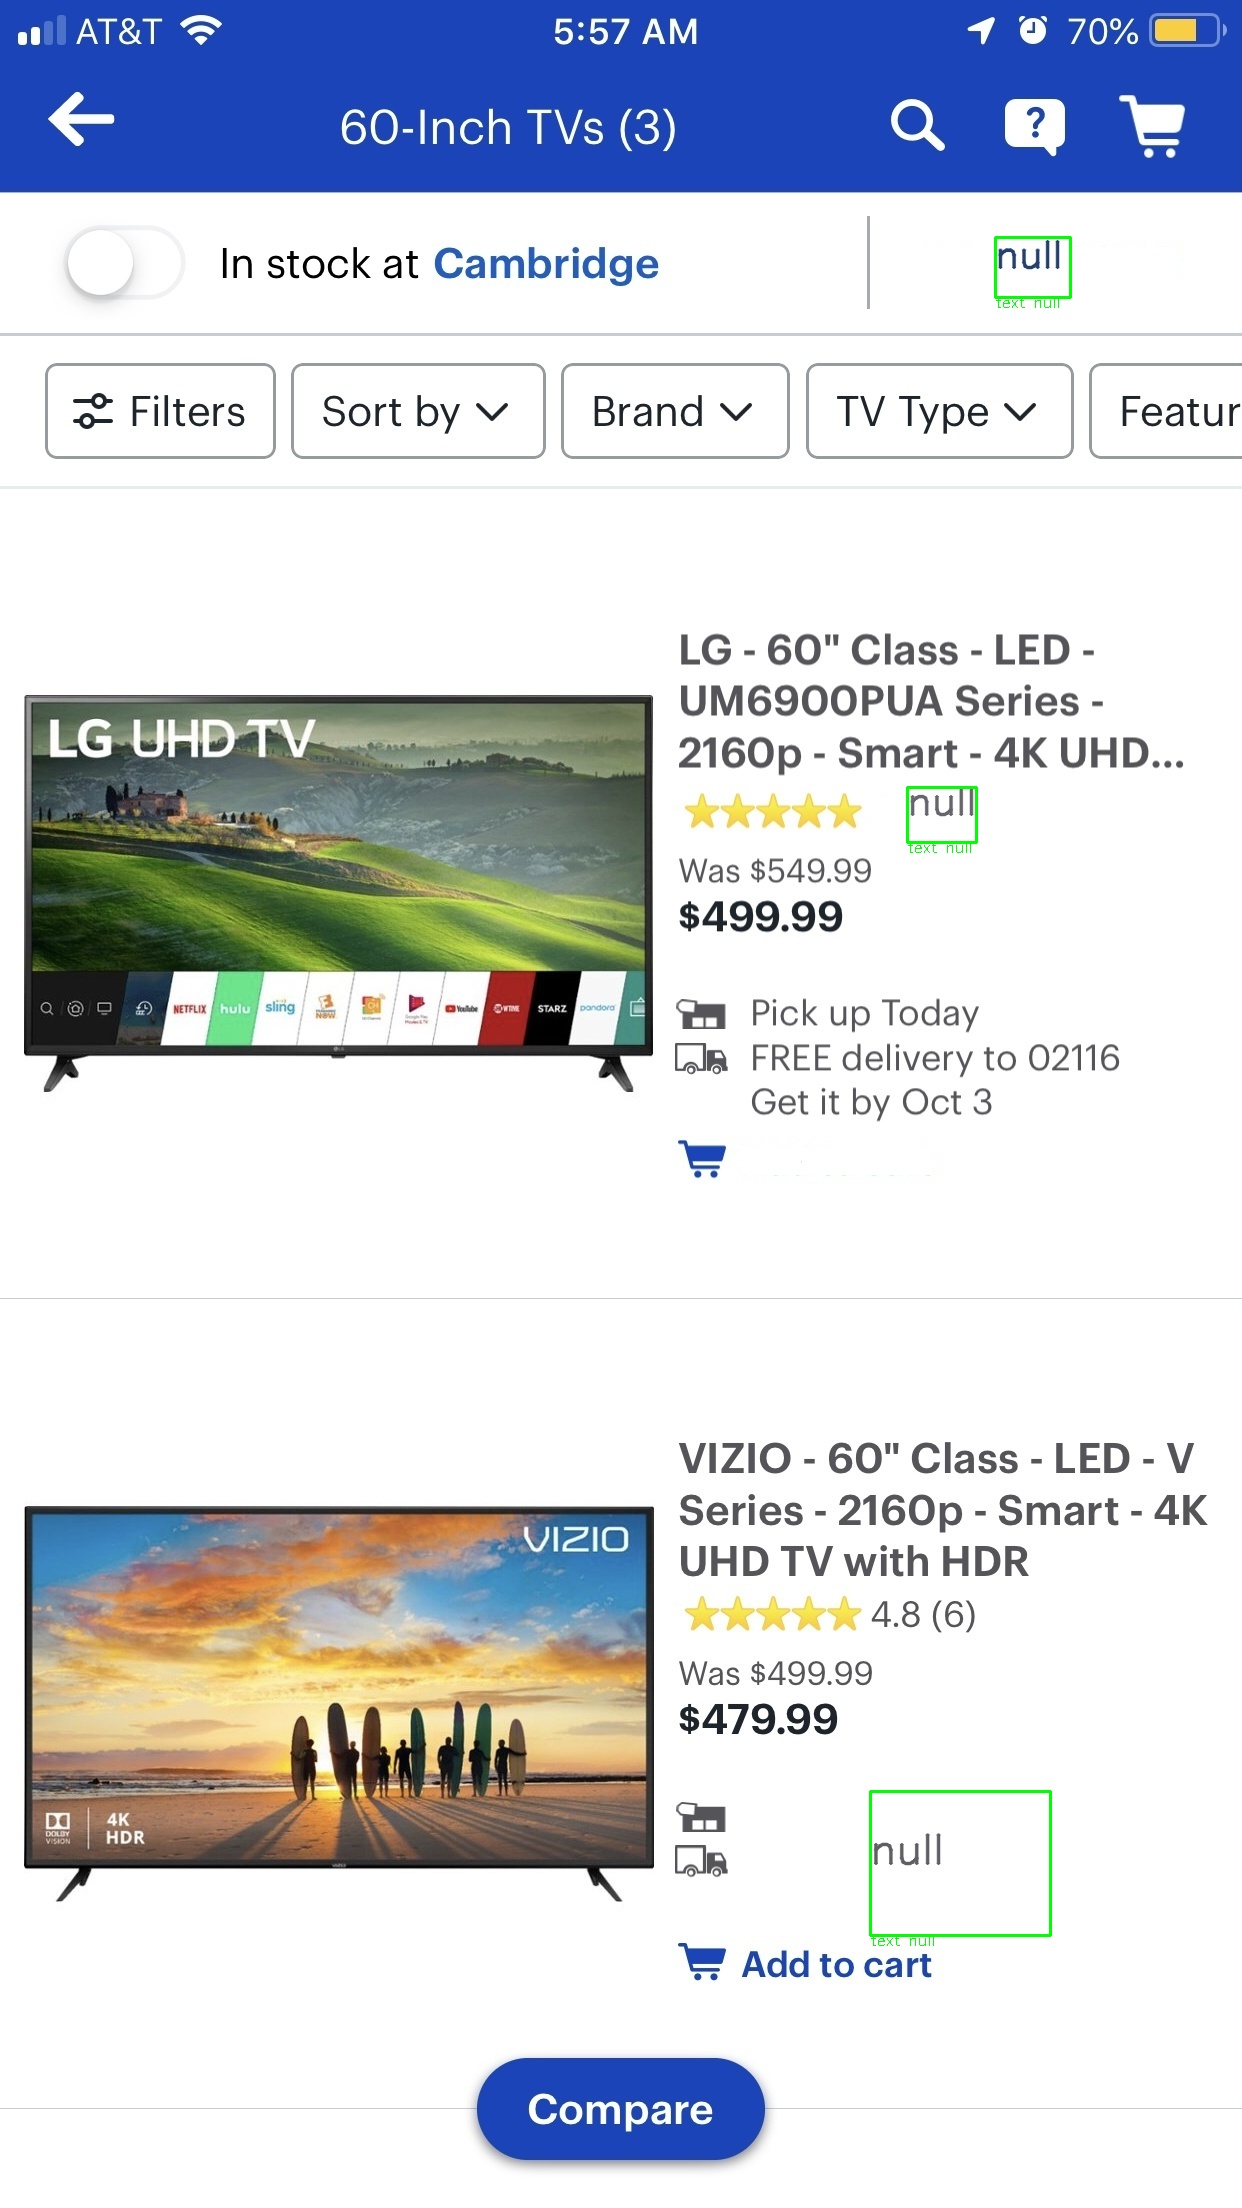 AT&T 5:57 AM 70%
60-Inch TVs (3)
In stock at Cambridge
null
text null
Filters Sort by Brand TV Type Featur
LG - 60" Class - LED -
UM6900PUA Series -
2160p - Smart - 4K UHD...
null
text null
Was $549.99
$499.99
Pick up Today
FREE delivery to 02116
Get it by Oct 3
LG UHD TV
NETFLIX hulu sling YouTube SHOWTIME STARZ pandora
VIZIO - 60" Class - LED - V
Series - 2160p - Smart - 4K
UHD TV with HDR
4.8 (6)
Was $499.99
$479.99
null
text null
Add to cart
VIZIO
DOLBY
VISION
4K
HDR
Compare